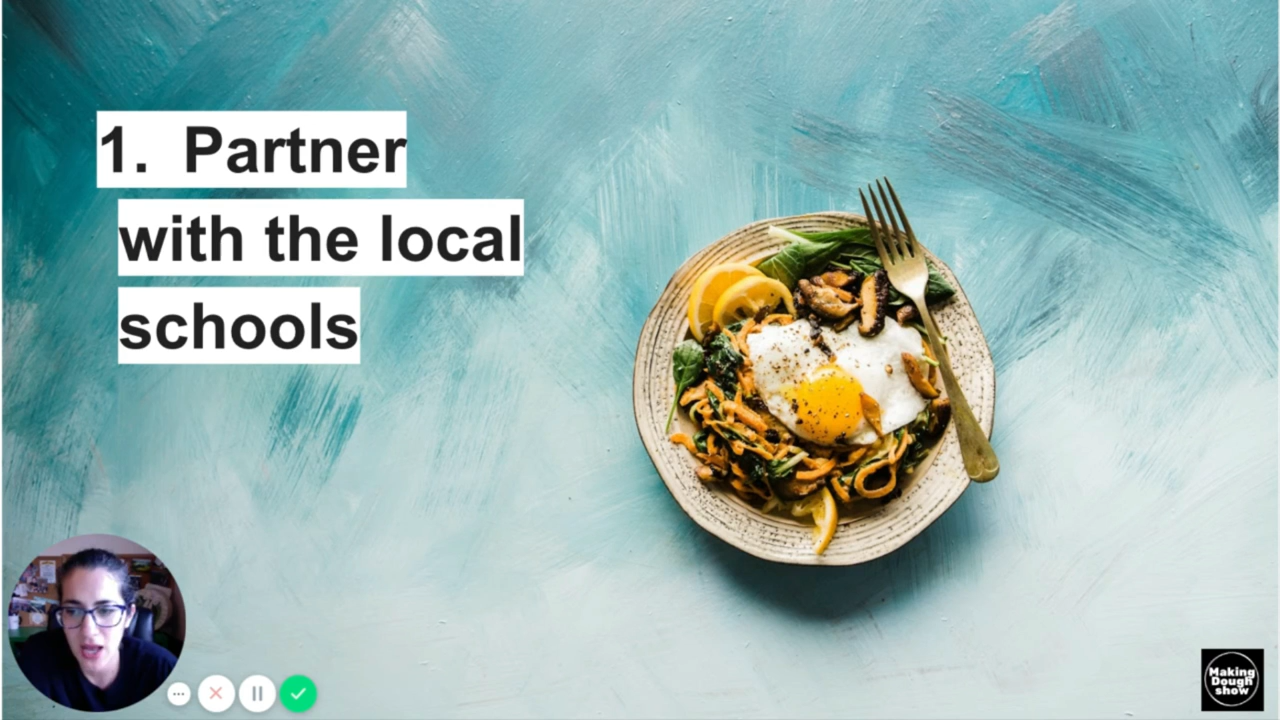 1. Partner
with the local
schools
Making
Dough
show